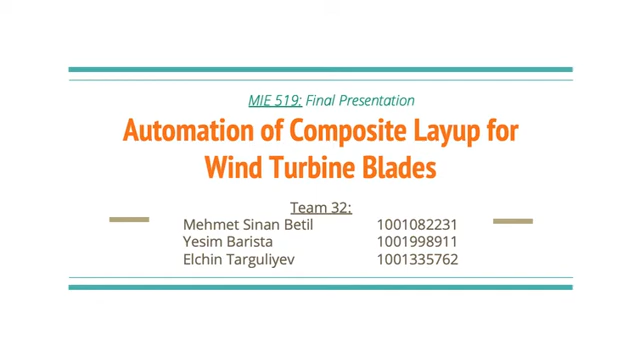 MIE 519: Final Presentation
Automation of Composite Layup for
Wind Turbine Blades
Team 32:
Mehmet Sinan Betil 1001082231
Yesim Barista 1001998911
Elchin Targuliyev 1001335762